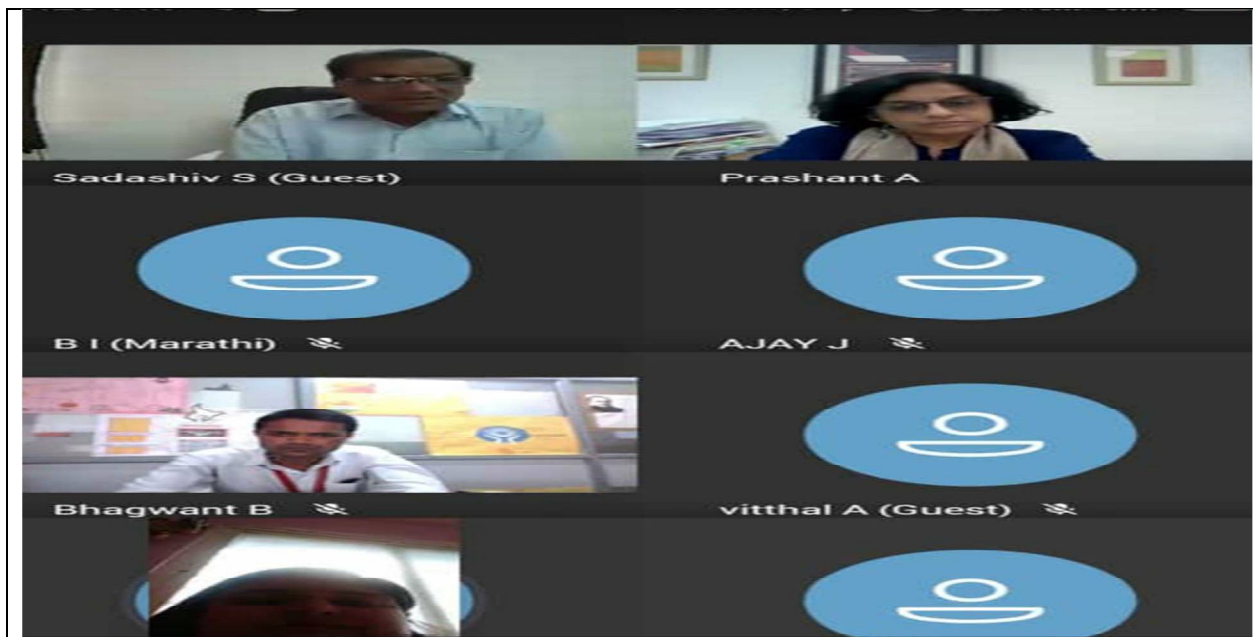 Sadashiv S (Guest)
Prashant A
B I (Marathi)
AJAY J
Bhagwant B
vitthal A (Guest)